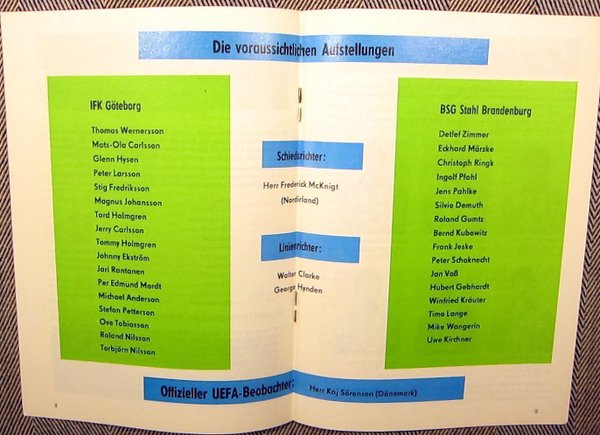 Die voraussichtlichen Aufstellungen
IFK Göteborg
Thomas Wernersson
Mats-Ola Carlsson
Glenn Hysen
Peter Larsson
Stig Fredriksson
Magnus Johansson
Tord Holmgren
Jerry Carlsson
Tommy Holmgren
Johnny Ekström
Jari Rantanen
Per Edmund Mordt
Michael Anderson
Stefan Petterson
Ove Tobiasson
Roland Nilsson
Torbjörn Nilsson
Schiedsrichter:
Herr Frederick McKnigt
(Nordirland)
Linienrichter:
Walter Clarke
George Hynden
BSG Stahl Brandenburg
Detlef Zimmer
Eckhard Märzke
Christoph Ringk
Ingolf Pfahl
Jens Pahlke
Silvio Demuth
Roland Gumtz
Bernd Kubowitz
Frank Jeske
Peter Schoknecht
Jan Voß
Hubert Gebhardt
Winfried Kräuter
Timo Lange
Mike Wangerin
Uwe Kirchner
Offizieller UEFA-Beobachter: Herr Kaj Sörensen (Dänemark)
8
9